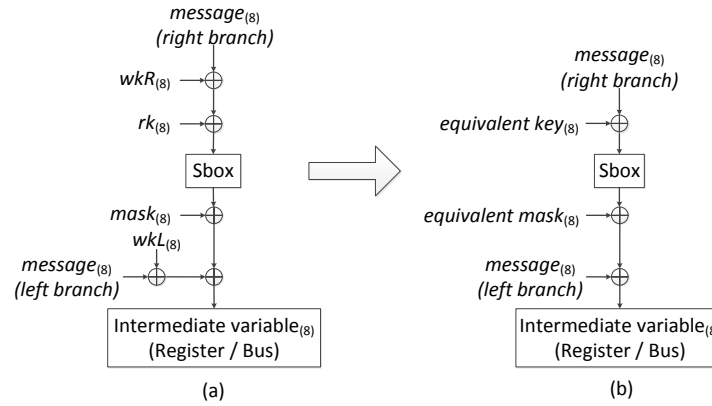 message(8)
(right branch)
wkR(8)
rk(8)
Sbox
mask(8)
wkL(8)
message(8)
(left branch)
Intermediate variable(8)
(Register / Bus)
(a)
message(8)
(right branch)
equivalent key(8)
Sbox
equivalent mask(8)
message(8)
(left branch)
Intermediate variable(8)
(Register / Bus)
(b)